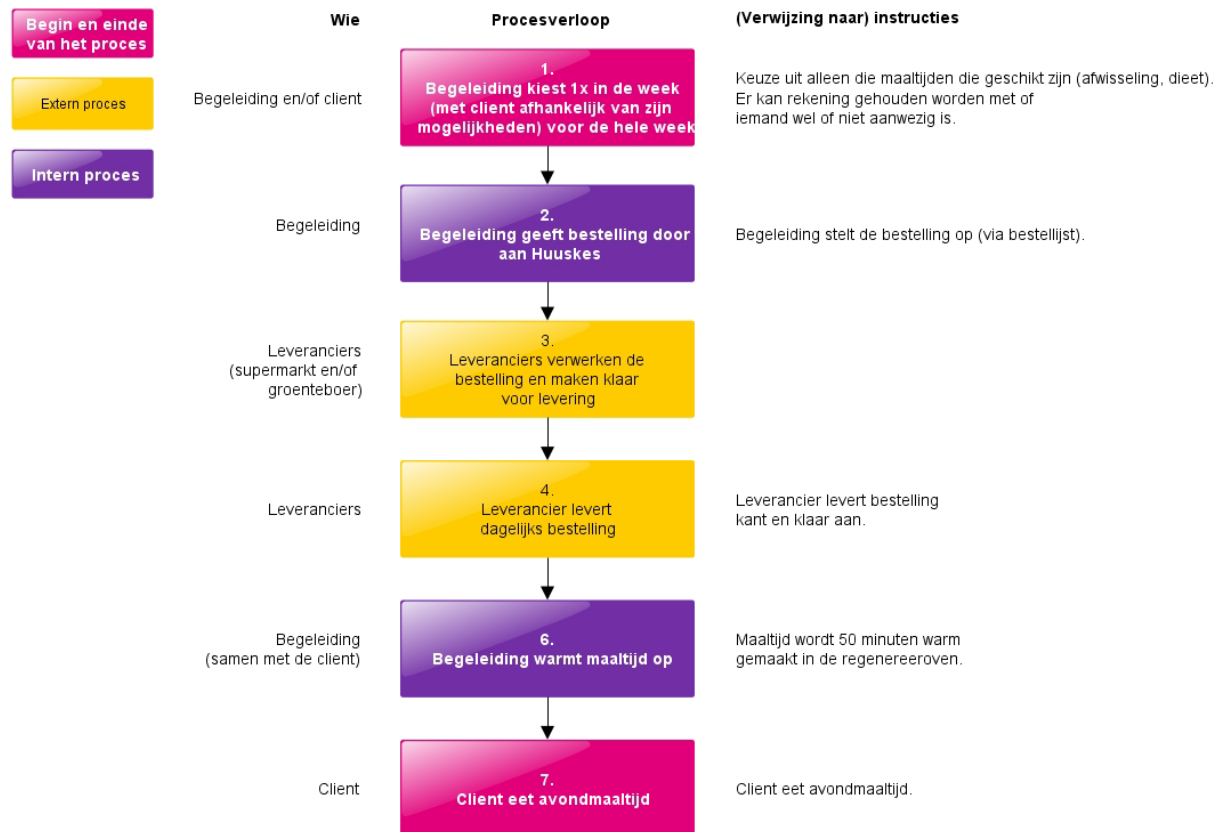 Begin en einde
van het proces
Extern proces
Intern proces
Wie
Procesverloop
(Verwijzing naar) instructies
Begeleiding en/of client
1.
Begeleiding kiest 1x in de week
(met client afhankelijk van zijn
mogelijkheden) voor de hele week
Keuze uit alleen die maaltijden die geschikt zijn (afwisseling, dieet).
Er kan rekening gehouden worden met of
iemand wel of niet aanwezig is.
Begeleiding
2.
Begeleiding geeft bestelling door
aan Huuskes
Begeleiding stelt de bestelling op (via bestellijst).
Leveranciers
(supermarkt en/of
groenteboer)
3.
Leveranciers verwerken de
bestelling en maken klaar
voor levering
Leveranciers
4.
Leverancier levert
dagelijks bestelling
Leverancier levert bestelling
kant en klaar aan.
Begeleiding
(samen met de client)
6.
Begeleiding warmt maaltijd op
Maaltijd wordt 50 minuten warm
gemaakt in de regenereeroven.
Client
7.
Client eet avondmaaltijd
Client eet avondmaaltijd.